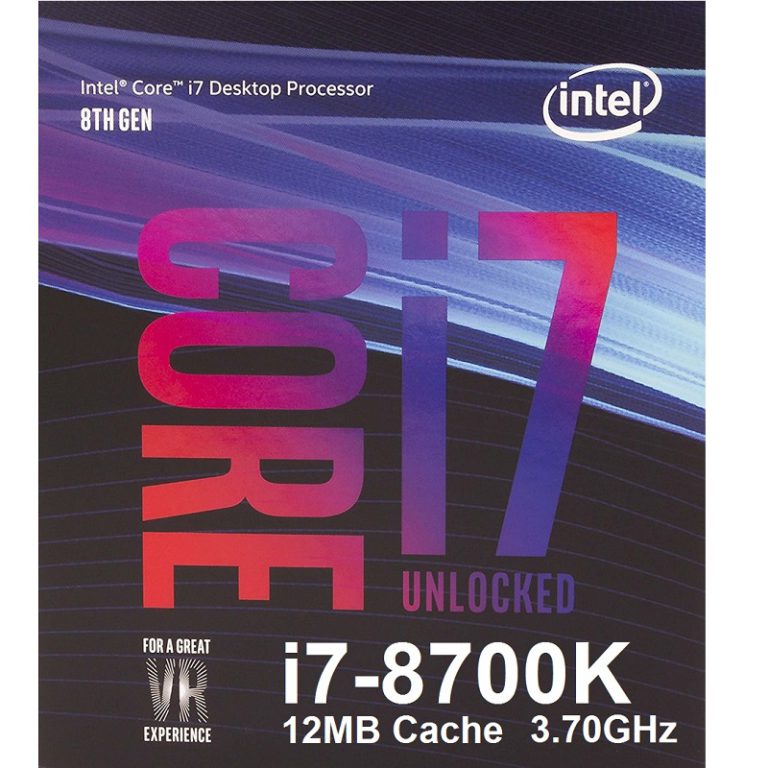 Intel® Core™ i7 Desktop Processor
8TH GEN
intel®
CORE
i7
UNLOCKED
FOR A GREAT
VR
EXPERIENCE
i7-8700K
12MB Cache 3.70GHz